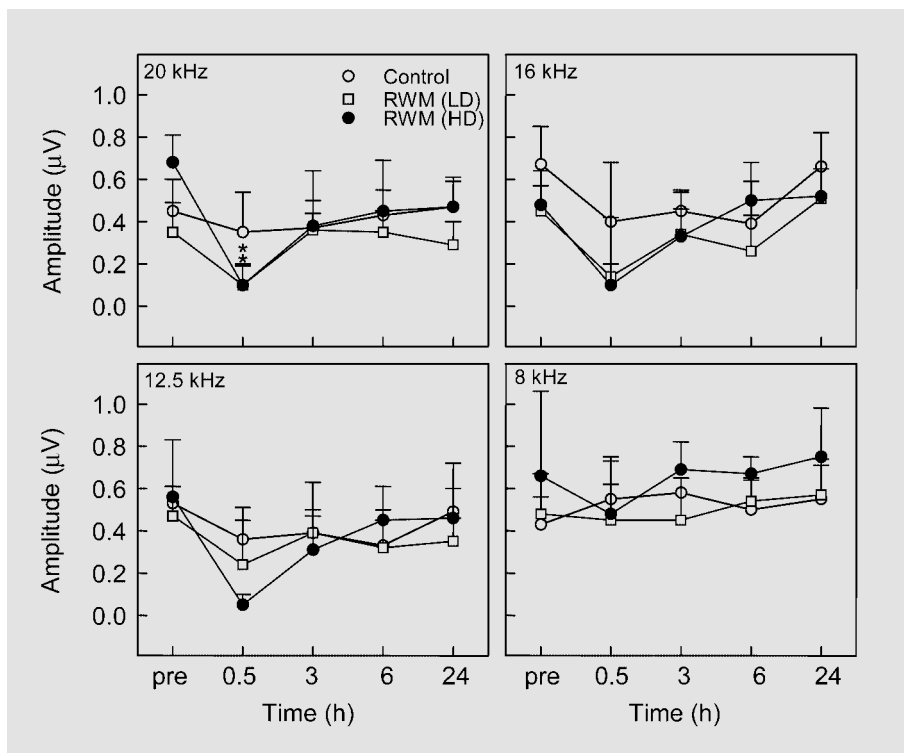 20 kHz
Control
RWM (LD)
RWM (HD)
16 kHz
1.0
0.8
0.6
0.4
0.2
0.0
Amplitude (µV)
**
12.5 kHz
8 kHz
1.0
0.8
0.6
0.4
0.2
0.0
Amplitude (µV)
pre 0.5 3 6 24
pre 0.5 3 6 24
Time (h)
Time (h)